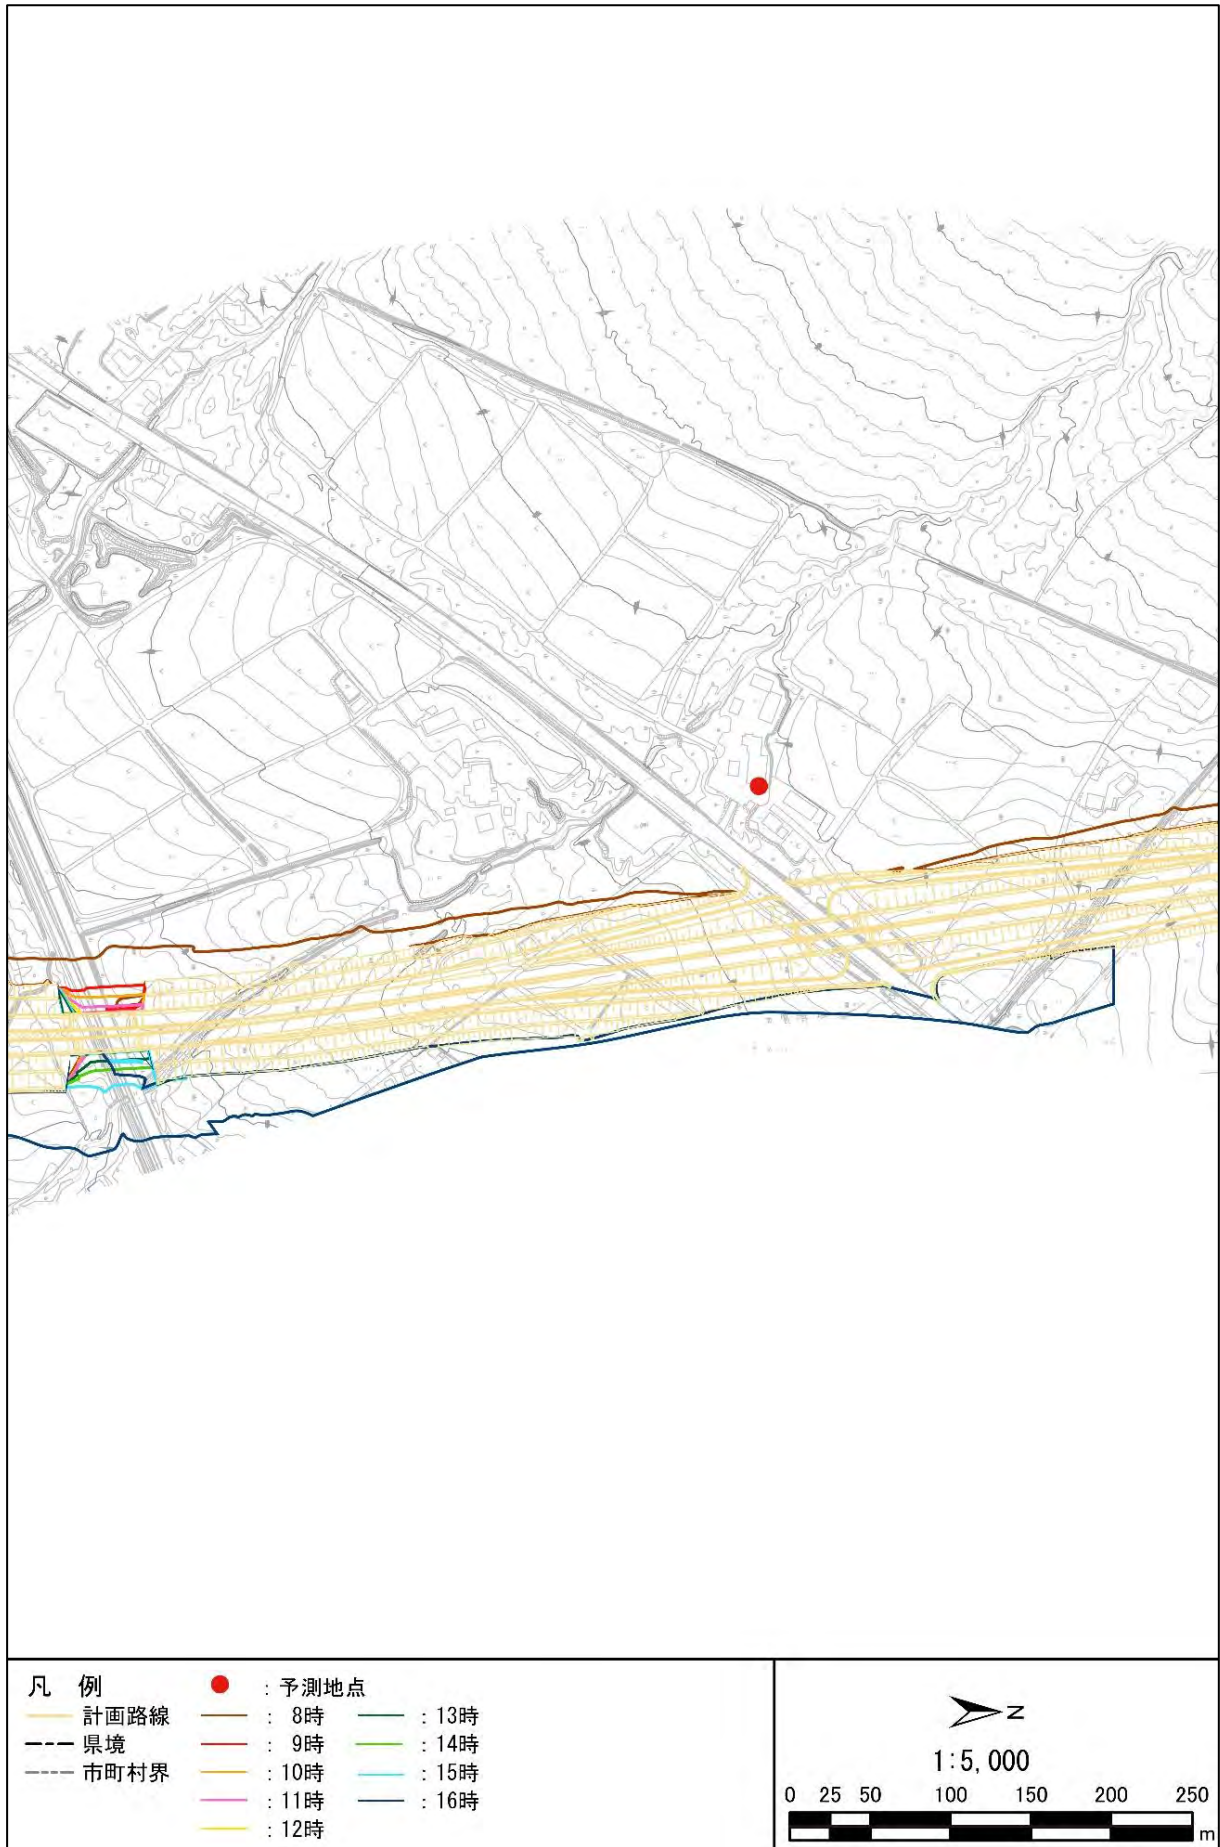 凡 例
: 予測地点
計画路線
: 8時
: 13時
県境
: 9時
: 14時
市町村界
: 10時
: 15時
: 11時
: 16時
: 12時
N
1:5,000
0 25 50 100 150 200 250
m